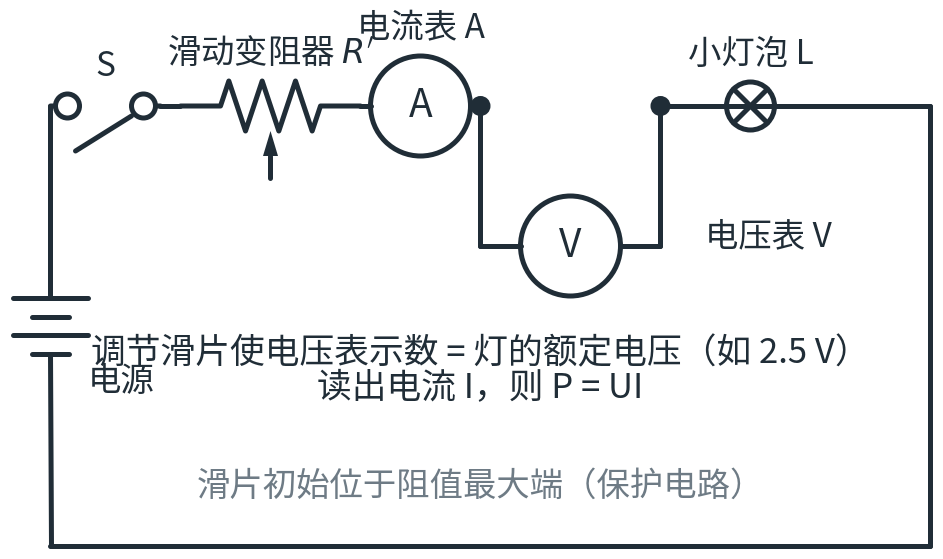 电流表 A
滑动变阻器 R′
小灯泡 L
S
A
V
电压表 V
调节滑片使电压表示数 = 灯的额定电压（如 2.5 V）
电源
读出电流 I，则 P = UI
滑片初始位于阻值最大端（保护电路）